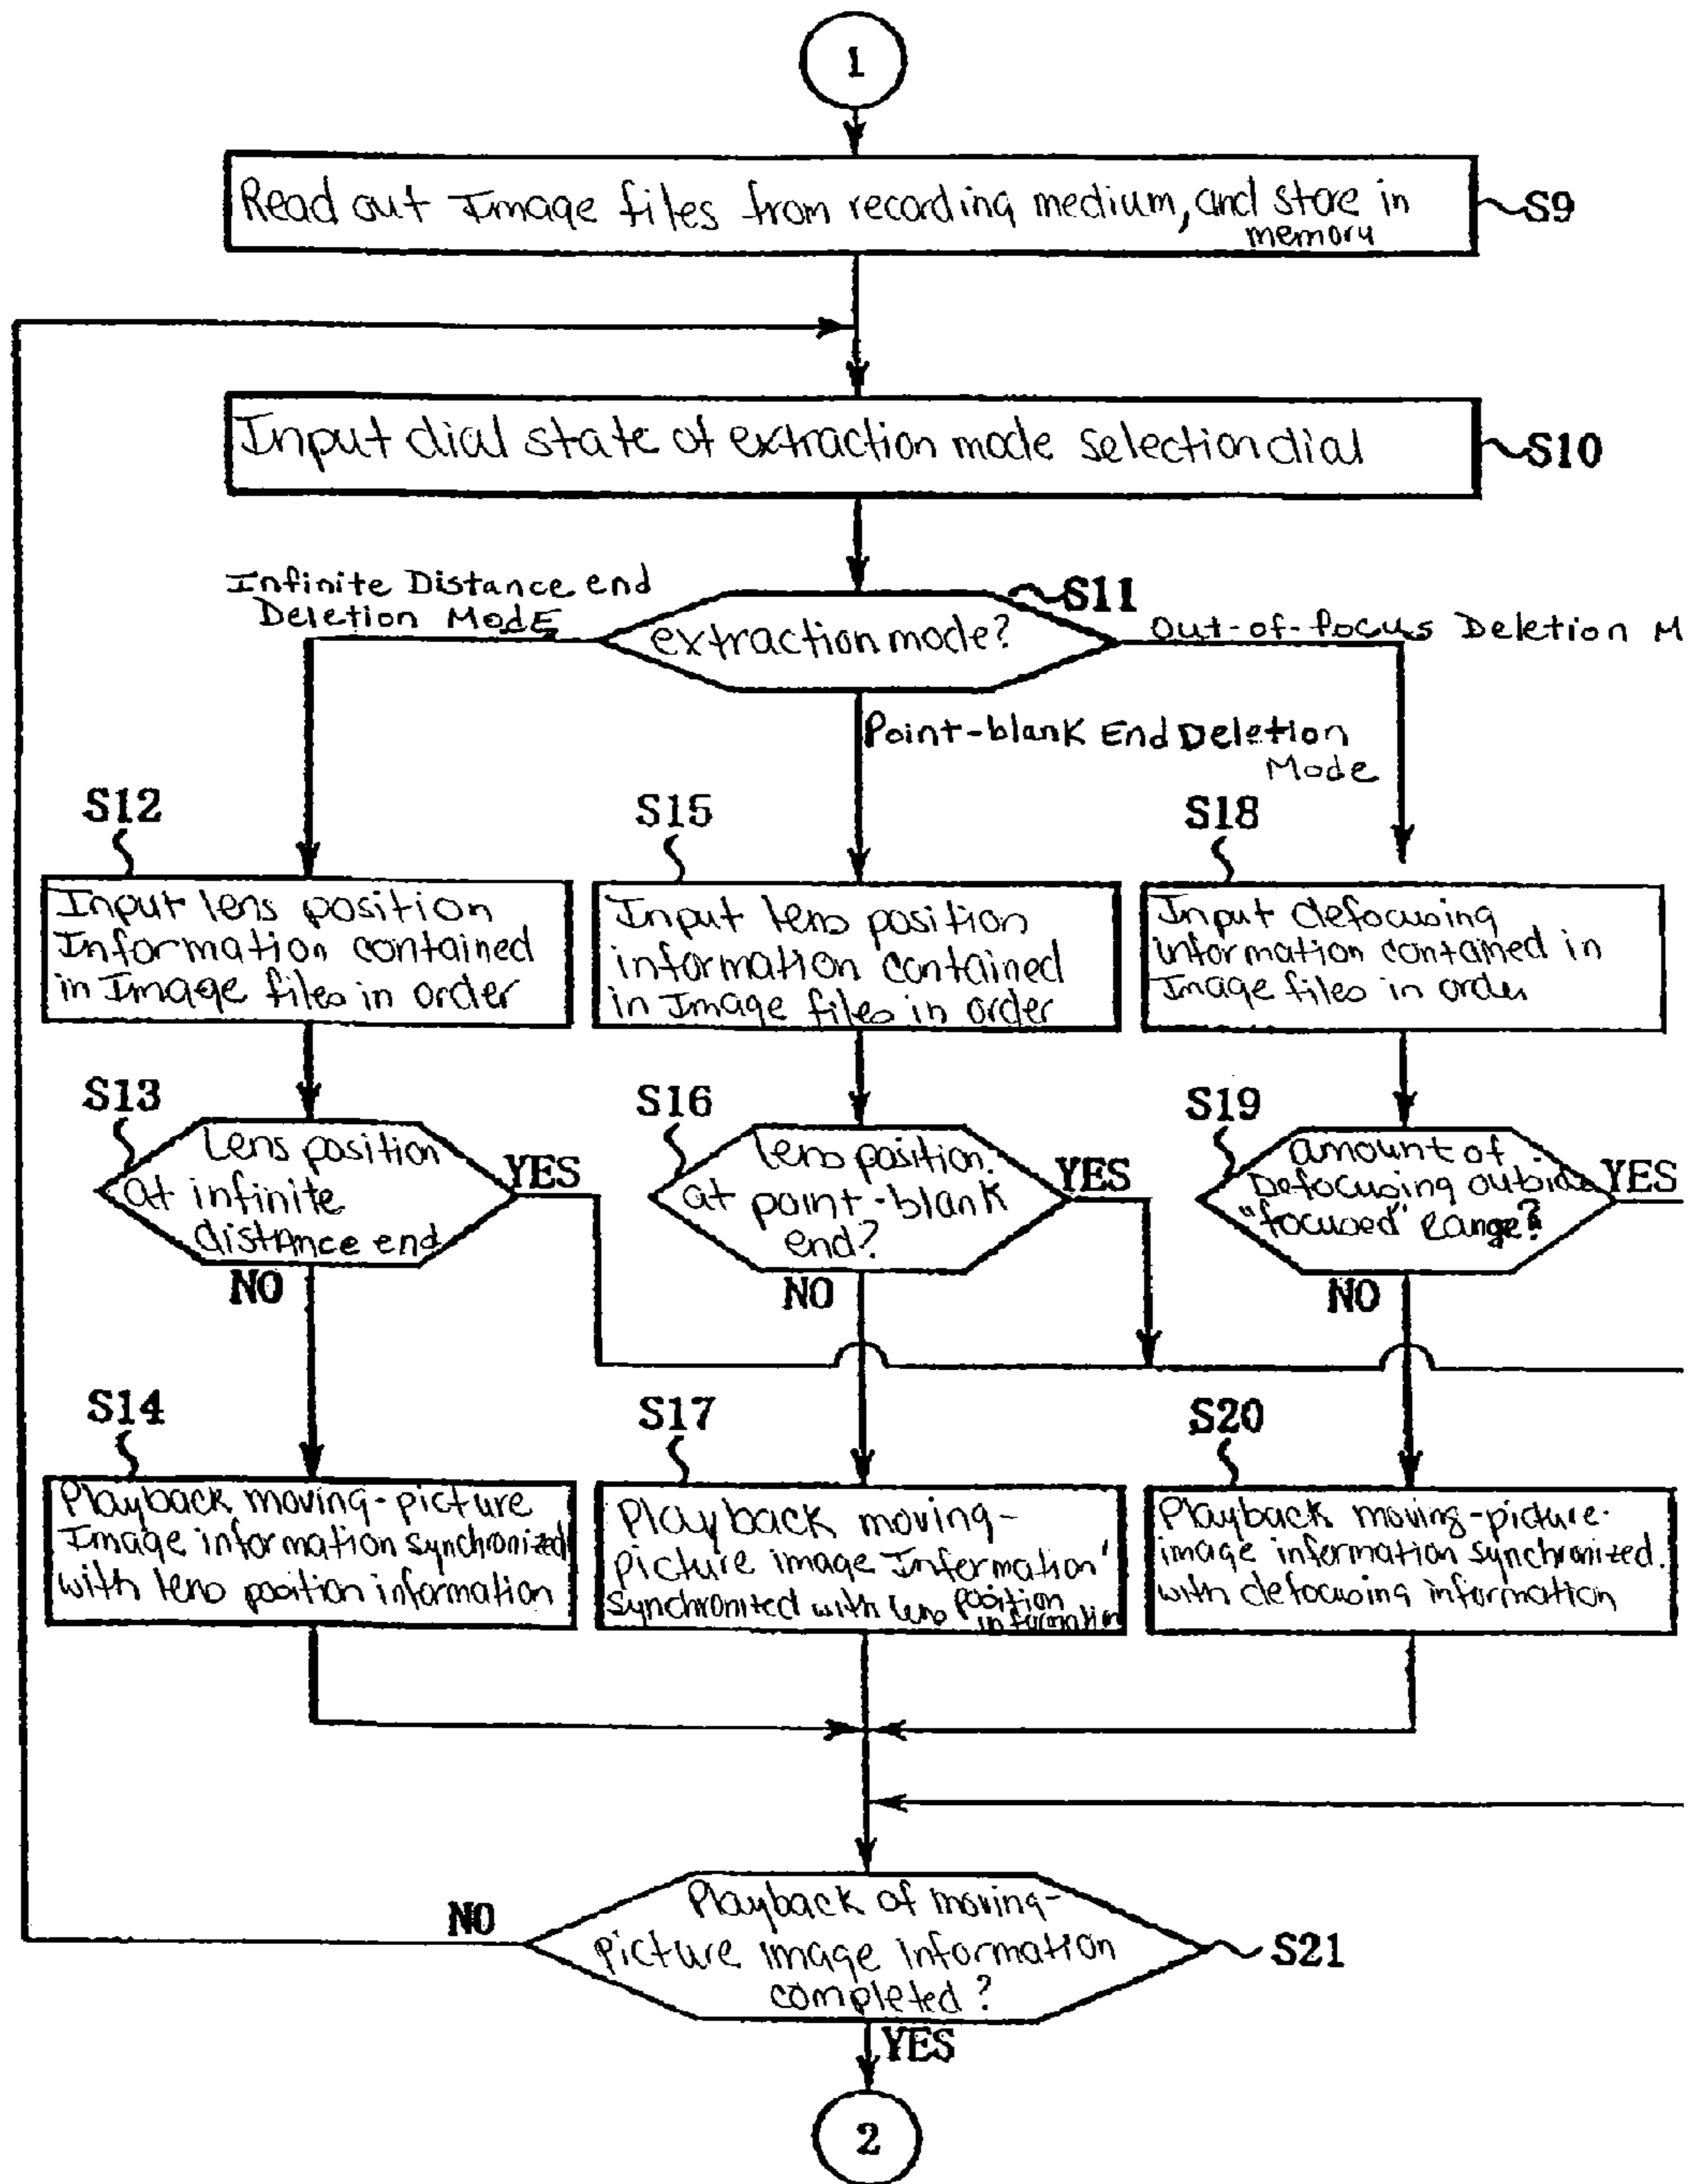 1
Read out Image files from recording medium, and store in
memory
S9
Input dial state of extraction mode selection dial
S10
Infinite Distance end
Deletion Mode
S11
extraction mode?
Out-of-focus Deletion M
Point-blank End Deletion
Mode
S12
Input lens position
Information contained
in Image files in order
S15
Input lens position
information contained
in Image files in order
S18
Input defocusing
information contained in
Image files in order
S13
Lens position
at infinite
distance end
YES
NO
S16
lens position
at point-blank
end?
YES
NO
S19
amount of
Defocusing outside
"focused" Range?
YES
NO
S14
Playback moving-picture
Image information synchronized
with lens position information
S17
Playback moving-
picture image Information
synchronized with lens position
information
S20
Playback moving-picture
image information synchronized
with defocusing information
NO
Playback of moving-
picture image information
completed?
S21
YES
2